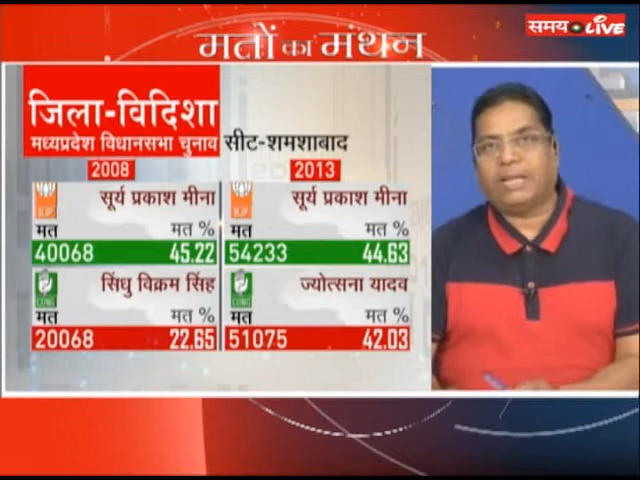 समय LIVE
मतों का मंथन
जिला-विदिशा
मध्यप्रदेश विधानसभा चुनाव
सीट-शमशाबाद
2008
2013
BJP
सूर्य प्रकाश मीना
मत मत %
40068 45.22
BJP
सूर्य प्रकाश मीना
मत मत %
54233 44.63
CONG
सिंधु विक्रम सिंह
मत मत %
20068 22.65
CONG
ज्योत्सना यादव
मत मत %
51075 42.03